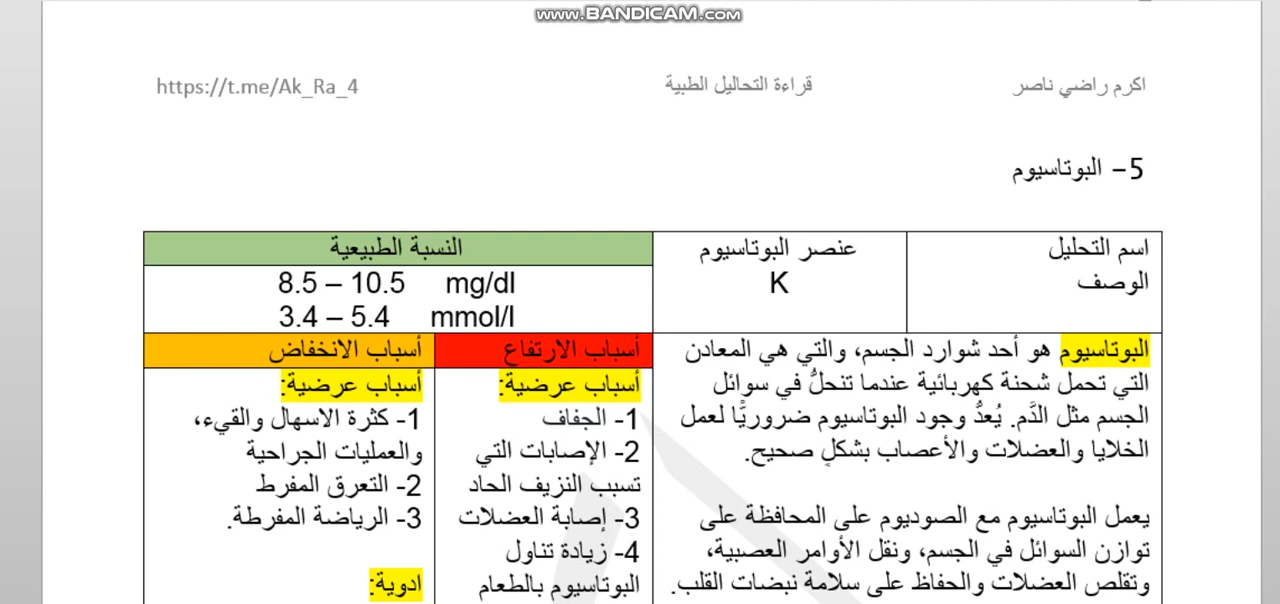 www.BANDICAM.com
اكرم راضي ناصر
قراءة التحاليل الطبية
https://t.me/Ak_Ra_4
5- البوتاسيوم
اسم التحليل
الوصف
عنصر البوتاسيوم
K
النسبة الطبيعية
8.5 – 10.5 mg/dl
3.4 – 5.4 mmol/l
البوتاسيوم هو أحد شوارد الجسم، والتي هي المعادن
التي تحمل شحنة كهربائية عندما تنحلُّ في سوائل
الجسم مثل الدَّم. يُعدُّ وجود البوتاسيوم ضروريًّا لعمل
الخلايا والعضلات والأعصاب بشكلٍ صحيح.
يعمل البوتاسيوم مع الصوديوم على المحافظة على
توازن السوائل في الجسم، ونقل الأوامر العصبية،
وتقلص العضلات والحفاظ على سلامة نبضات القلب.
أسباب الارتفاع
أسباب عرضية:
1- الجفاف
2- الإصابات التي
تسبب النزيف الحاد
3- إصابة العضلات
4- زيادة تناول
البوتاسيوم بالطعام
أسباب الانخفاض
أسباب عرضية:
1- كثرة الاسهال والقيء،
والعمليات الجراحية
2- التعرق المفرط
3- الرياضة المفرطة.
ادوية: